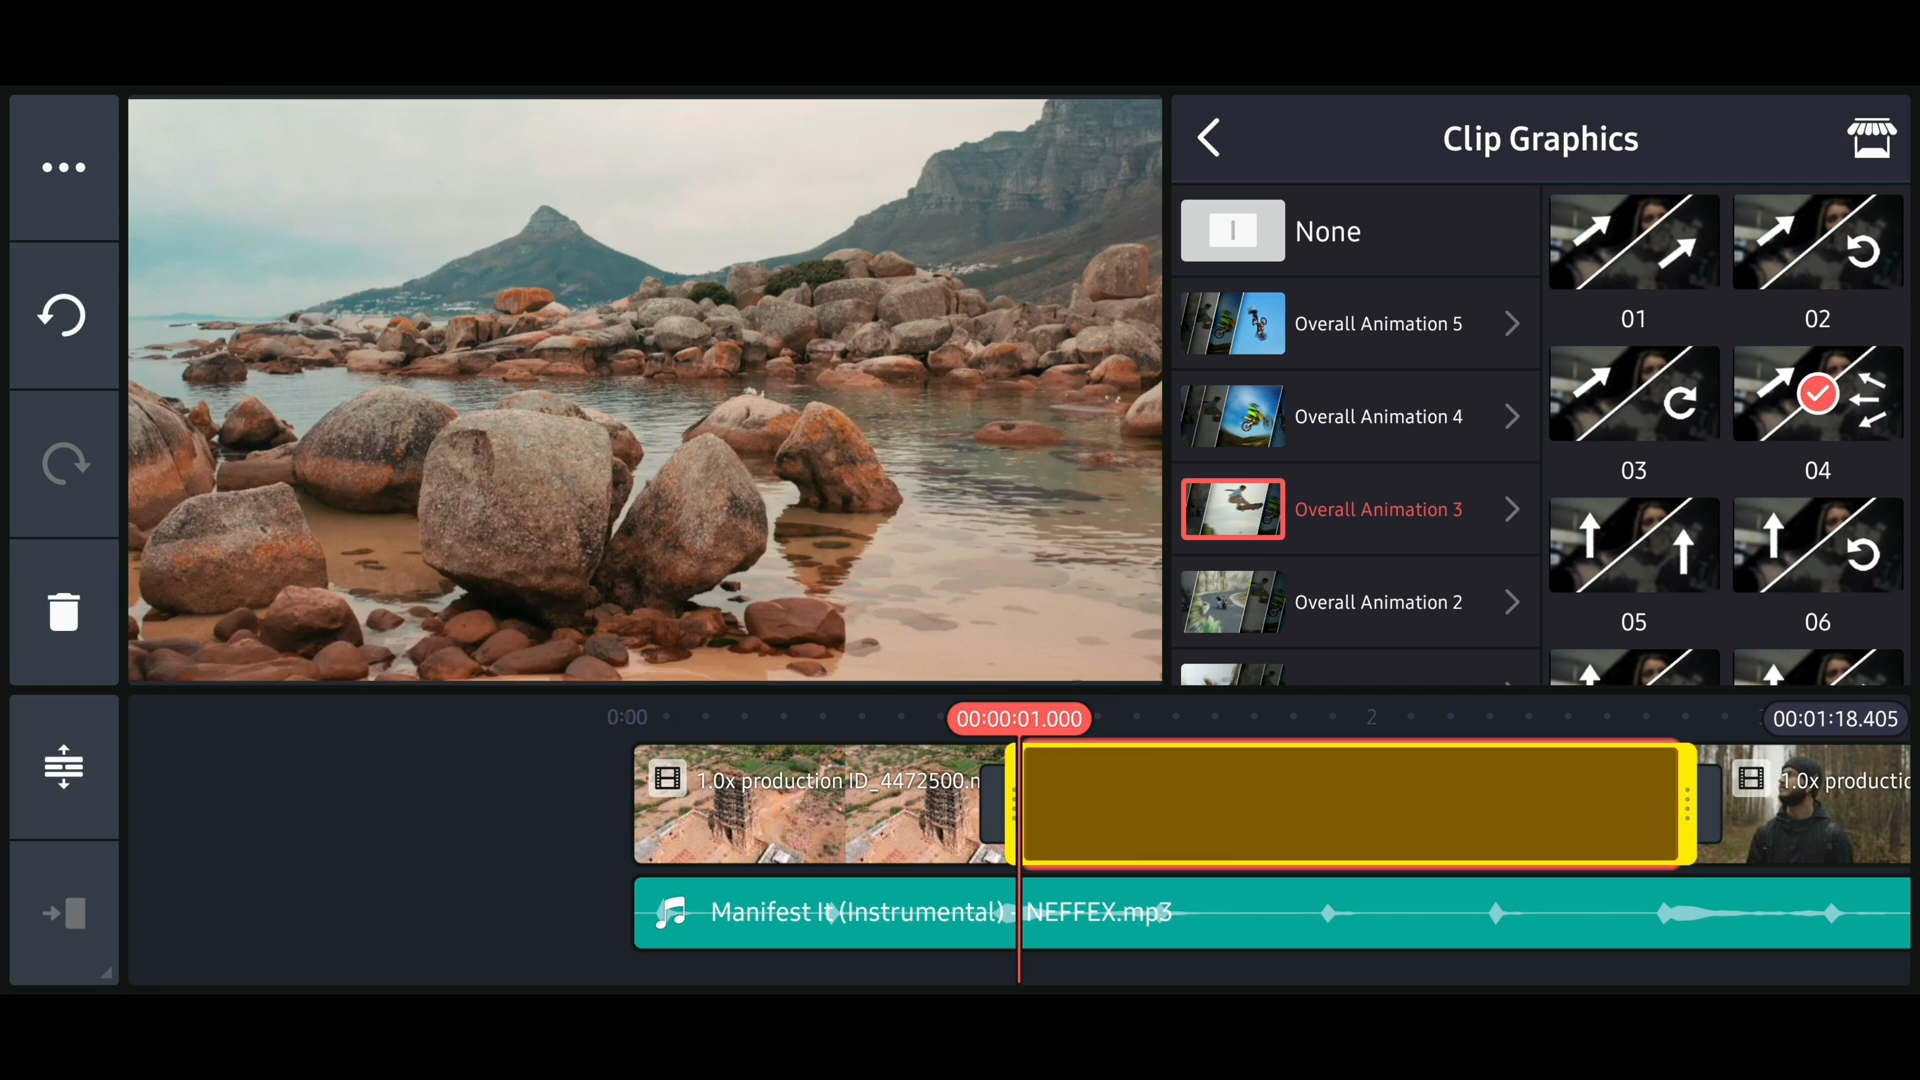 Clip Graphics
None
Overall Animation 5
Overall Animation 4
Overall Animation 3
Overall Animation 2
01
02
03
04
05
06
0:00
00:00:01.000
2
00:01:18.405
1.0x production ID_4472500.n
1.0x productic
Manifest It (Instrumental) - NEFFEX.mp3